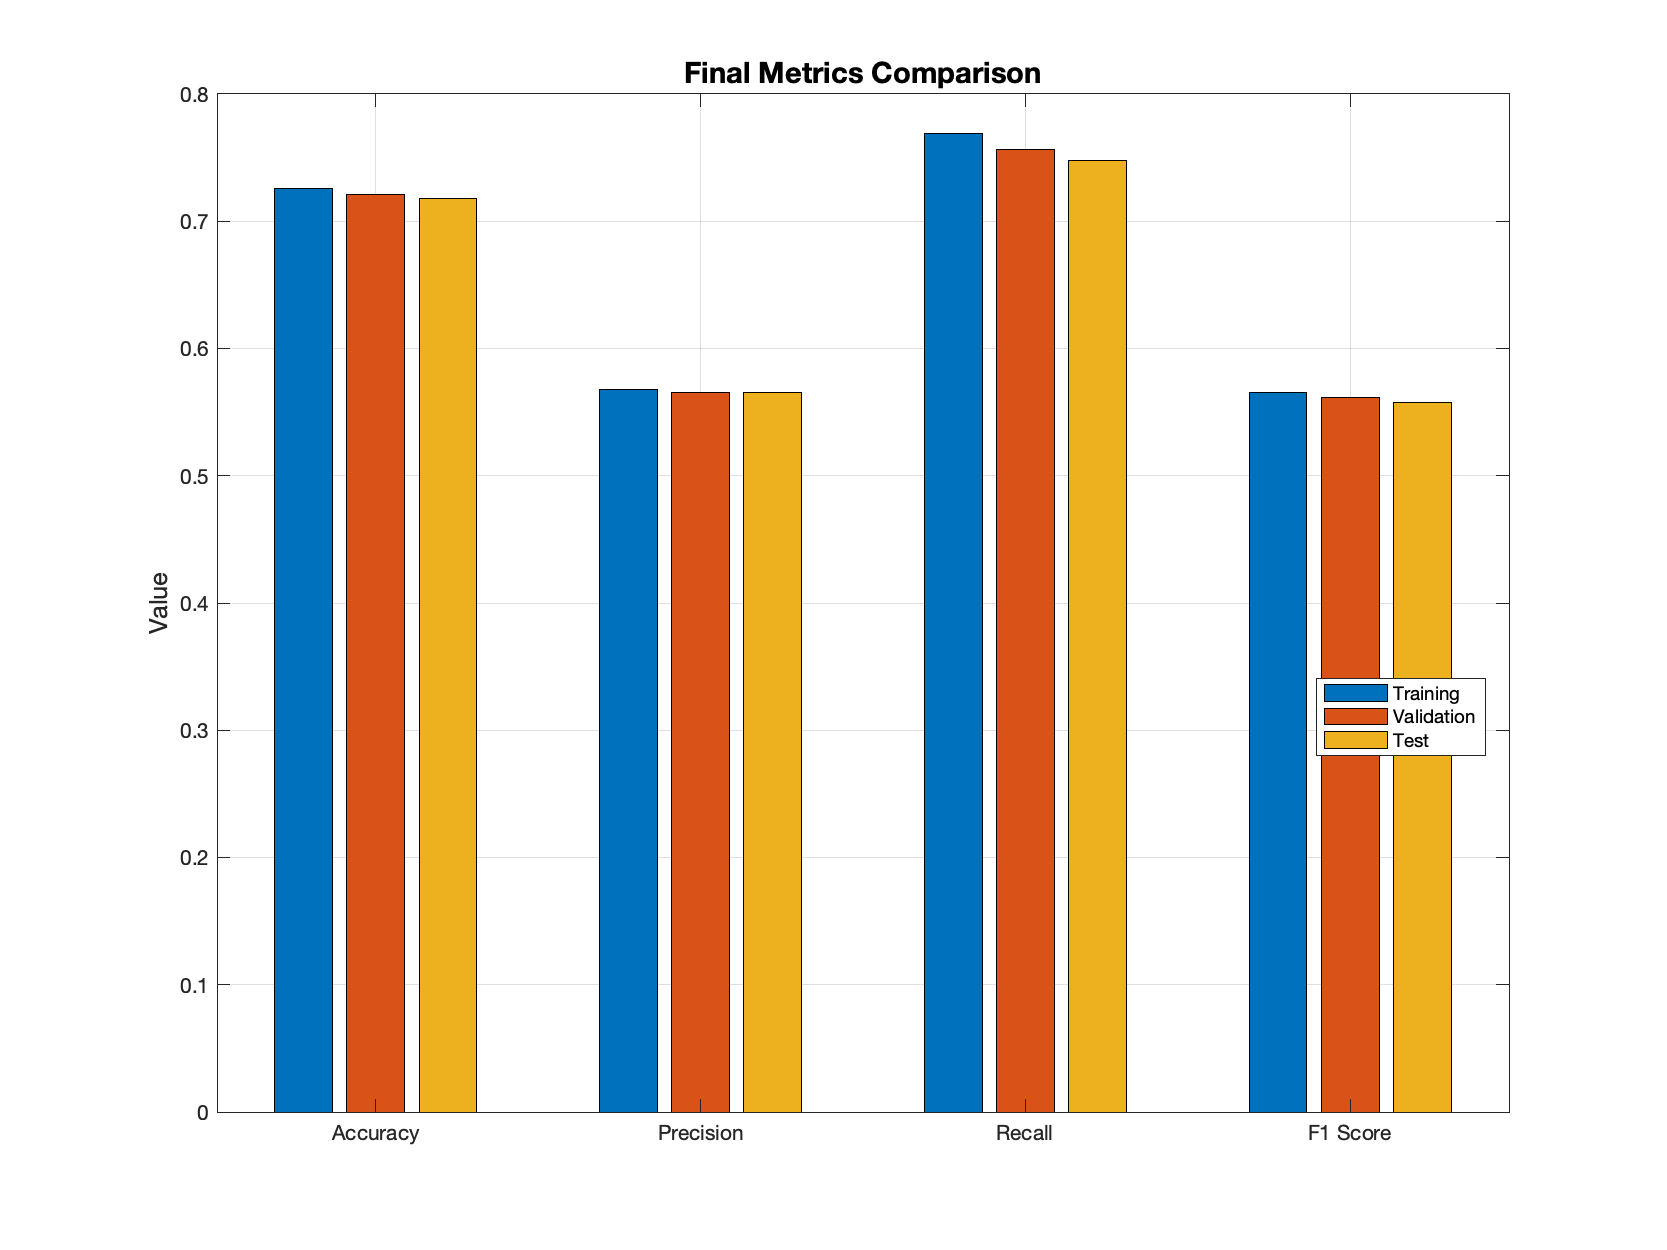 Final Metrics Comparison
0.8
0.7
0.6
0.5
0.4
0.3
0.2
0.1
0
Value
Training
Validation
Test
Accuracy
Precision
Recall
F1 Score